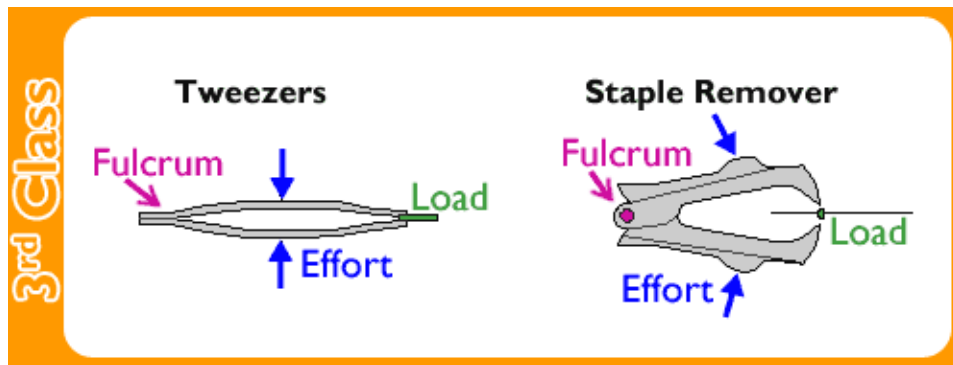 3rd Class
Tweezers
Fulcrum
Load
Effort
Staple Remover
Fulcrum
Load
Effort